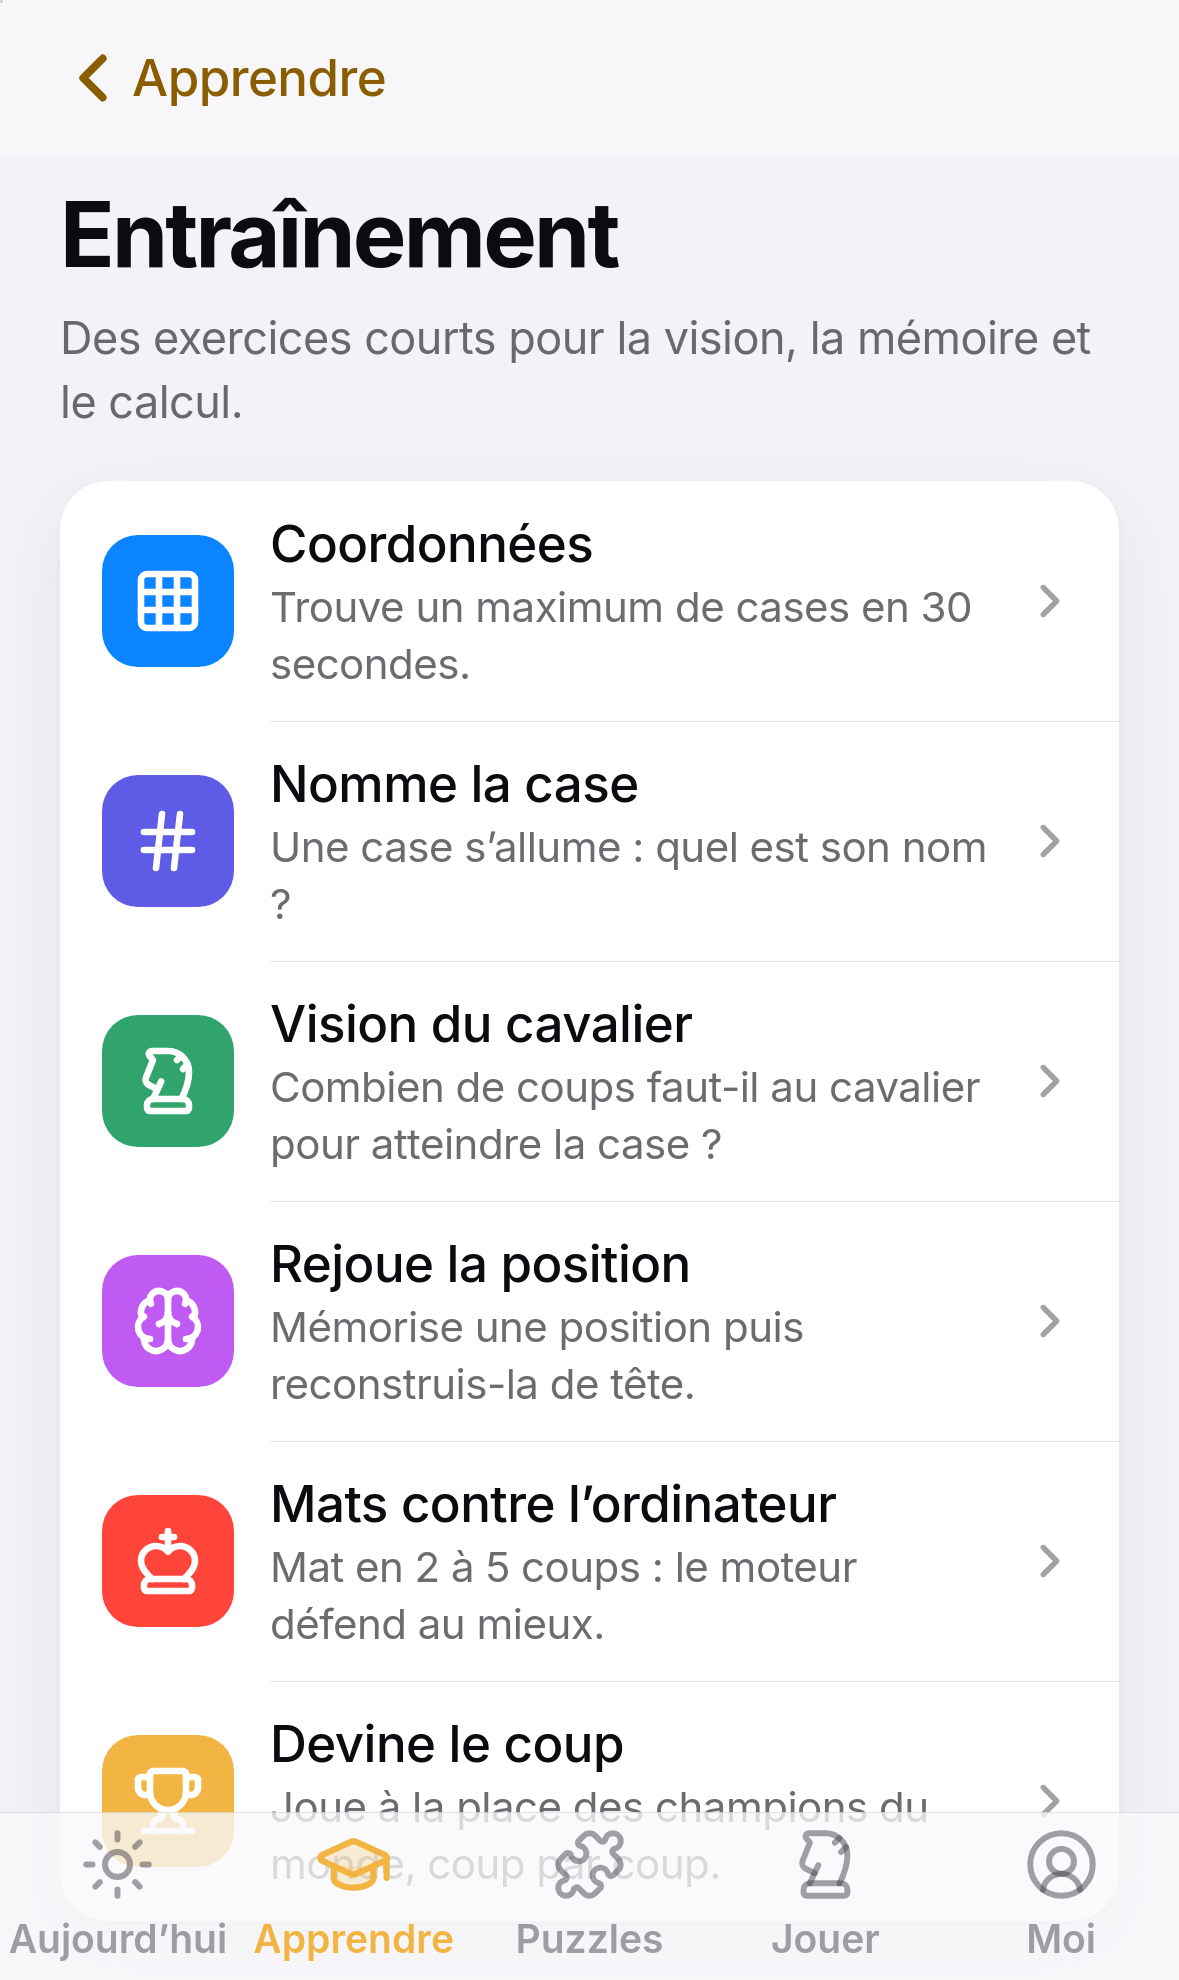 Apprendre
Entraînement
Des exercices courts pour la vision, la mémoire et
le calcul.
Coordonnées
Trouve un maximum de cases en 30
secondes.
Nomme la case
Une case s’allume : quel est son nom
?
Vision du cavalier
Combien de coups faut-il au cavalier
pour atteindre la case ?
Rejoue la position
Mémorise une position puis
reconstruis-la de tête.
Mats contre l’ordinateur
Mat en 2 à 5 coups : le moteur
défend au mieux.
Devine le coup
Joue à la place des champions du
monde, coup par coup.
Aujourd’hui
Apprendre
Puzzles
Jouer
Moi